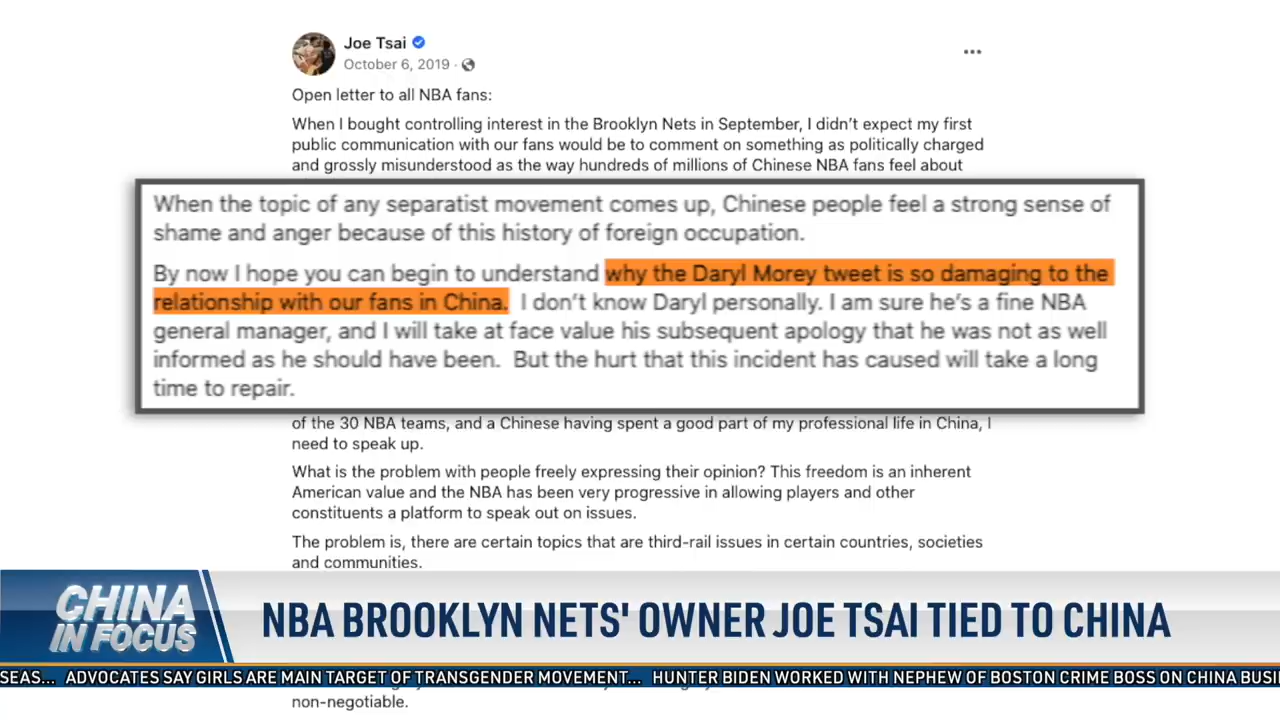 Joe Tsai
October 6, 2019 ·
Open letter to all NBA fans:
When I bought controlling interest in the Brooklyn Nets in September, I didn't expect my first
public communication with our fans would be to comment on something as politically charged
and grossly misunderstood as the way hundreds of millions of Chinese NBA fans feel about
When the topic of any separatist movement comes up, Chinese people feel a strong sense of
shame and anger because of this history of foreign occupation.
By now I hope you can begin to understand why the Daryl Morey tweet is so damaging to the
relationship with our fans in China. I don't know Daryl personally. I am sure he's a fine NBA
general manager, and I will take at face value his subsequent apology that he was not as well
informed as he should have been. But the hurt that this incident has caused will take a long
time to repair.
of the 30 NBA teams, and a Chinese having spent a good part of my professional life in China, I
need to speak up.
What is the problem with people freely expressing their opinion? This freedom is an inherent
American value and the NBA has been very progressive in allowing players and other
constituents a platform to speak out on issues.
The problem is, there are certain topics that are third-rail issues in certain countries, societies
and communities.
CHINA
IN FOCUS
NBA BROOKLYN NETS' OWNER JOE TSAI TIED TO CHINA
SEAS... ADVOCATES SAY GIRLS ARE MAIN TARGET OF TRANSGENDER MOVEMENT... HUNTER BIDEN WORKED WITH NEPHEW OF BOSTON CRIME BOSS ON CHINA BUSI
non-negotiable.